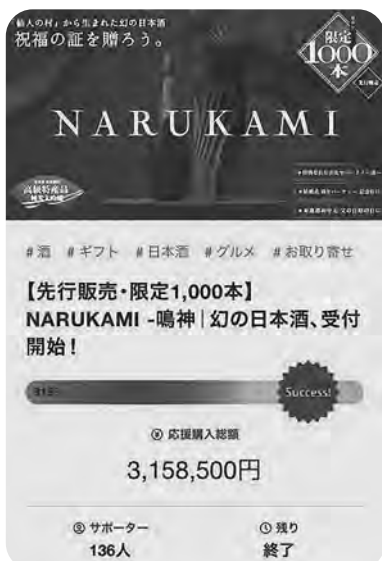 仙人の村」から生まれた幻の日本酒
祝福の証を贈ろう。
限定
1000
本
NARUKAMI
高級特産品
#酒 #ギフト #日本酒 #グルメ #お取り寄せ
【先行販売・限定1,000本】
NARUKAMI -鳴神｜幻の日本酒、受付
開始！
Success!
応援購入総額
3,158,500円
サポーター
残り
136人
終了